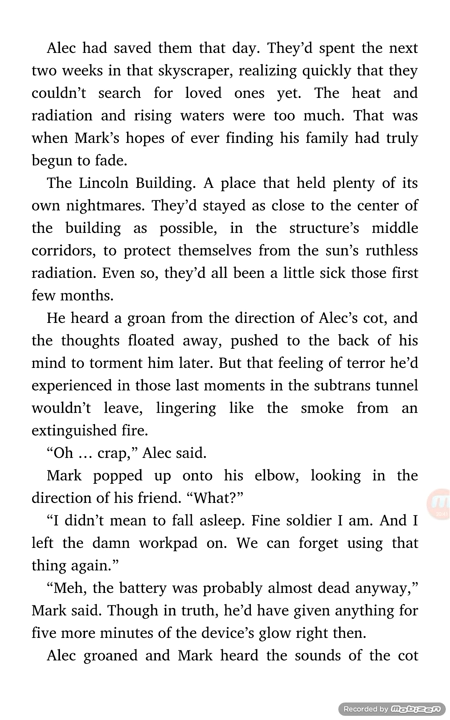 Alec had saved them that day. They’d spent the next
two weeks in that skyscraper, realizing quickly that they
couldn’t search for loved ones yet. The heat and
radiation and rising waters were too much. That was
when Mark’s hopes of ever finding his family had truly
begun to fade.
The Lincoln Building. A place that held plenty of its
own nightmares. They’d stayed as close to the center of
the building as possible, in the structure’s middle
corridors, to protect themselves from the sun’s ruthless
radiation. Even so, they’d all been a little sick those first
few months.
He heard a groan from the direction of Alec’s cot, and
the thoughts floated away, pushed to the back of his
mind to torment him later. But that feeling of terror he’d
experienced in those last moments in the subtrans tunnel
wouldn’t leave, lingering like the smoke from an
extinguished fire.
“Oh … crap,” Alec said.
Mark popped up onto his elbow, looking in the
direction of his friend. “What?”
“I didn’t mean to fall asleep. Fine soldier I am. And I
left the damn workpad on. We can forget using that
thing again.”
“Meh, the battery was probably almost dead anyway,”
Mark said. Though in truth, he’d have given anything for
five more minutes of the device’s glow right then.
Alec groaned and Mark heard the sounds of the cot
Recorded by mobizen